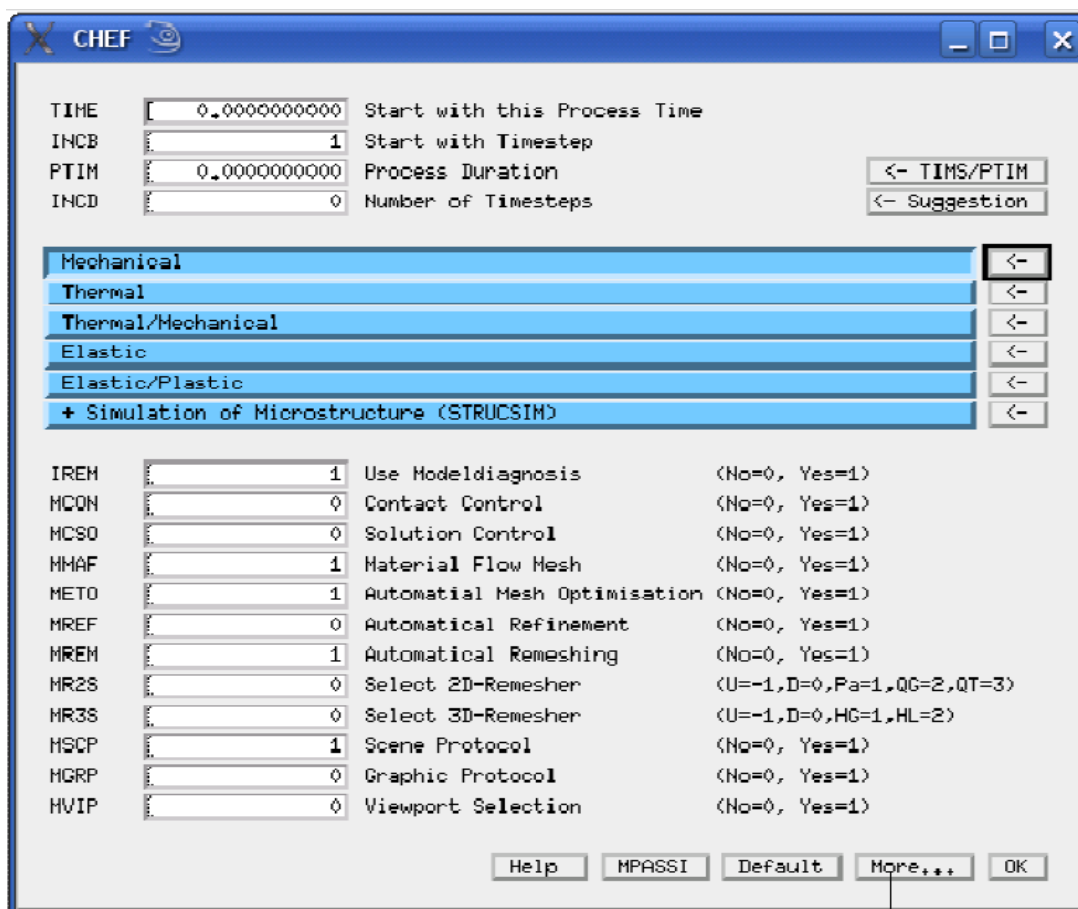 CHEF
TIME 0.0000000000 Start with this Process Time
INCB 1 Start with Timestep
PTIM 0.0000000000 Process Duration <- TIMS/PTIM
INCD 0 Number of Timesteps <- Suggestion
Mechanical <-
Thermal <-
Thermal/Mechanical <-
Elastic <-
Elastic/Plastic <-
+ Simulation of Microstructure (STRUCSIM) <-
IREM 1 Use Modeldiagnosis (No=0, Yes=1)
MCON 0 Contact Control (No=0, Yes=1)
MCSO 0 Solution Control (No=0, Yes=1)
MMAF 1 Material Flow Mesh (No=0, Yes=1)
METO 1 Automatial Mesh Optimisation (No=0, Yes=1)
MREF 0 Automatical Refinement (No=0, Yes=1)
MREM 1 Automatical Remeshing (No=0, Yes=1)
MR2S 0 Select 2D-Remesher (U=-1,D=0,Pa=1,QG=2,QT=3)
MR3S 0 Select 3D-Remesher (U=-1,D=0,HG=1,HL=2)
MSCP 1 Scene Protocol (No=0, Yes=1)
MGRP 0 Graphic Protocol (No=0, Yes=1)
MVIP 0 Viewport Selection (No=0, Yes=1)
Help MPASSI Default More... OK